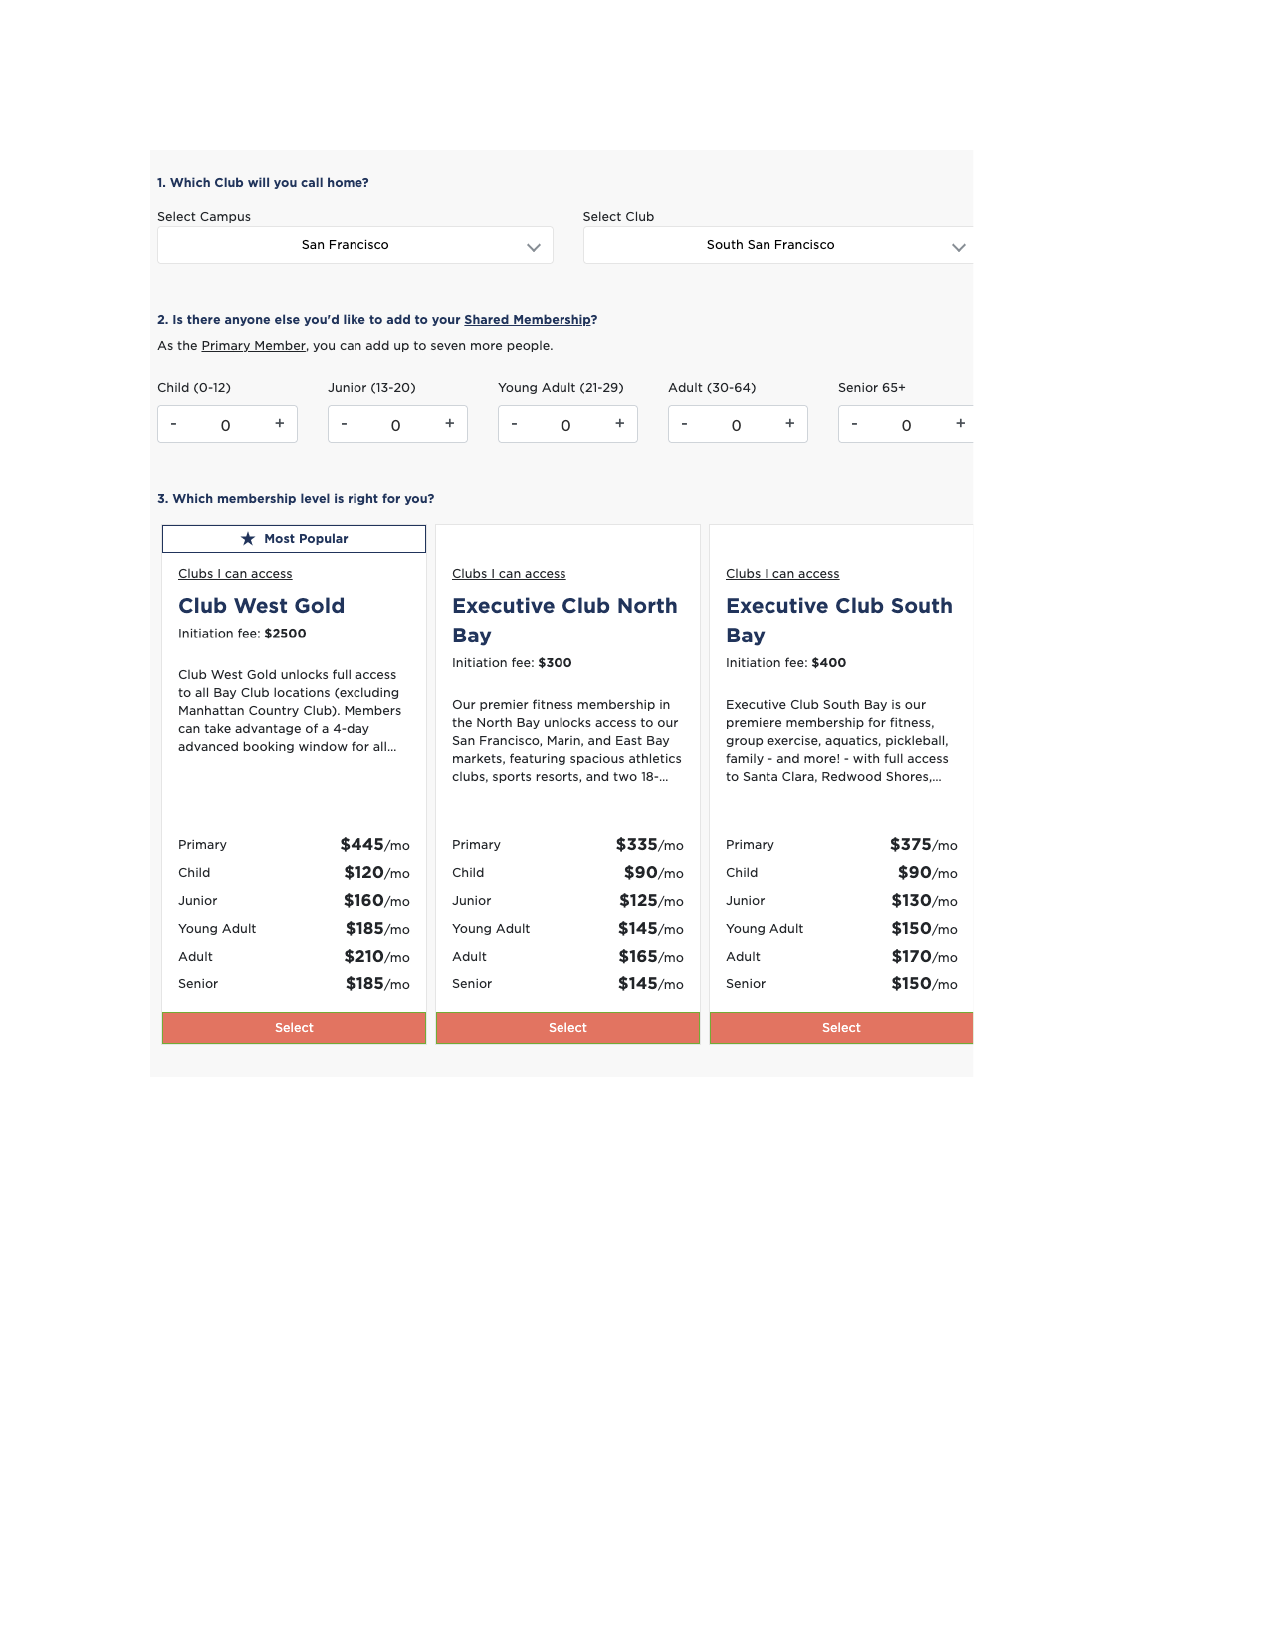 1. Which Club will you call home?
Select Campus
Select Club
San Francisco
South San Francisco
2. Is there anyone else you'd like to add to your Shared Membership?
As the Primary Member, you can add up to seven more people.
Child (0-12)
Junior (13-20)
Young Adult (21-29)
Adult (30-64)
Senior 65+
- 0 +
- 0 +
- 0 +
- 0 +
- 0 +
3. Which membership level is right for you?
★ Most Popular
Clubs I can access
Club West Gold
Initiation fee: $2500
Club West Gold unlocks full access
to all Bay Club locations (excluding
Manhattan Country Club). Members
can take advantage of a 4-day
advanced booking window for all...
Primary $445/mo
Child $120/mo
Junior $160/mo
Young Adult $185/mo
Adult $210/mo
Senior $185/mo
Select
Clubs I can access
Executive Club North
Bay
Initiation fee: $300
Our premier fitness membership in
the North Bay unlocks access to our
San Francisco, Marin, and East Bay
markets, featuring spacious athletics
clubs, sports resorts, and two 18-...
Primary $335/mo
Child $90/mo
Junior $125/mo
Young Adult $145/mo
Adult $165/mo
Senior $145/mo
Select
Clubs I can access
Executive Club South
Bay
Initiation fee: $400
Executive Club South Bay is our
premiere membership for fitness,
group exercise, aquatics, pickleball,
family - and more! - with full access
to Santa Clara, Redwood Shores,...
Primary $375/mo
Child $90/mo
Junior $130/mo
Young Adult $150/mo
Adult $170/mo
Senior $150/mo
Select